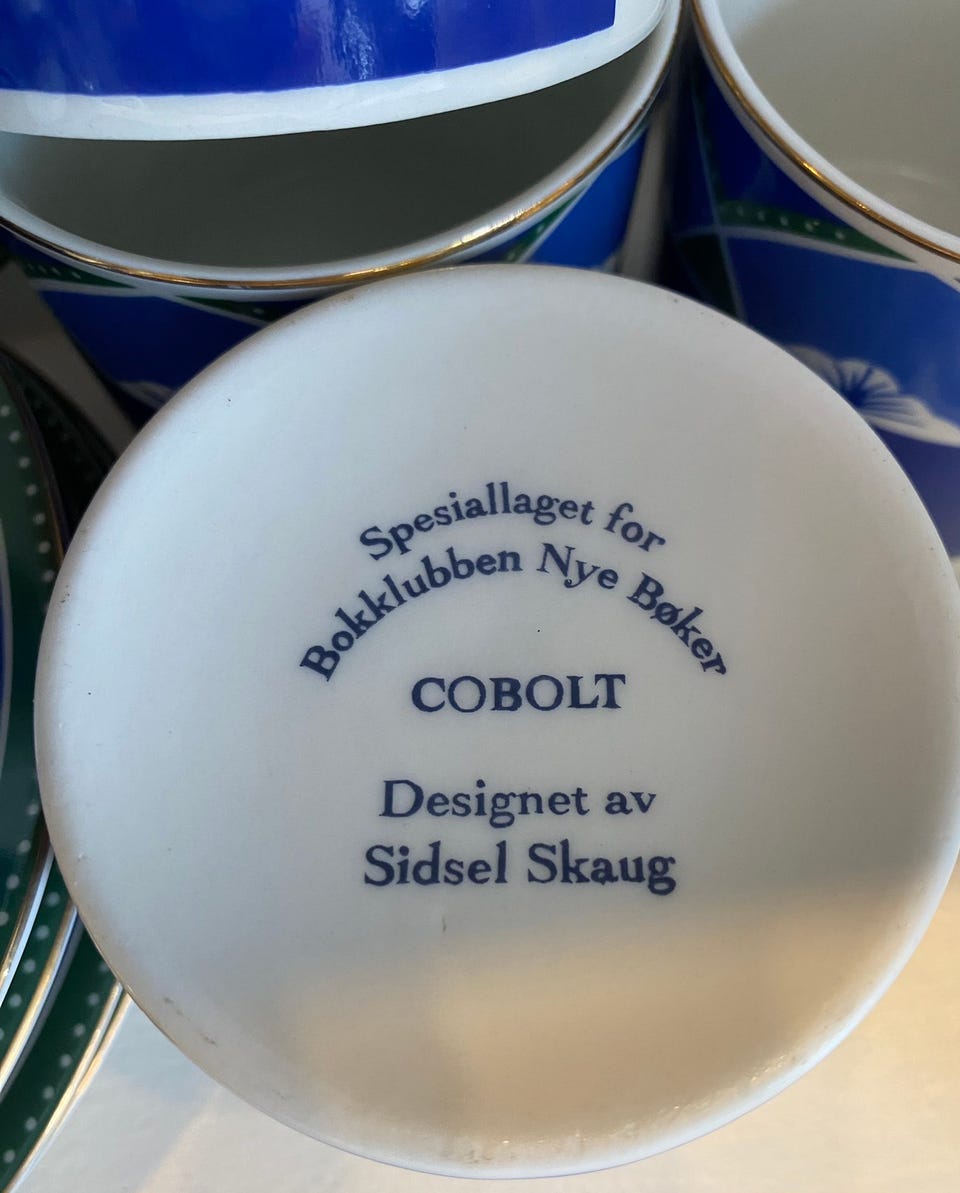 Spesiallaget for
Bokklubben Nye Bøker
COBOLT
Designet av
Sidsel Skaug